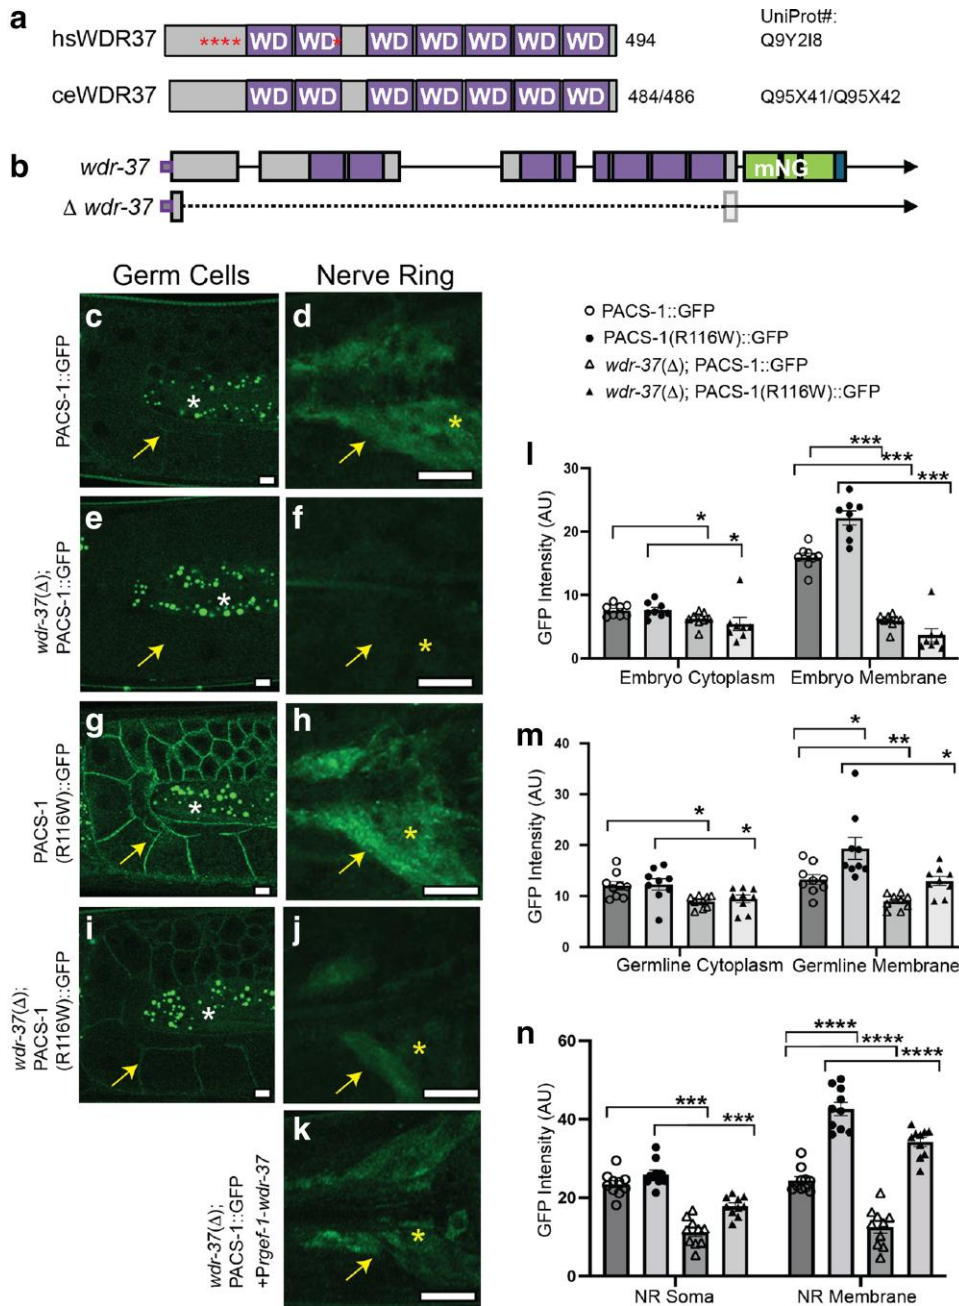 a
UniProt#:
hsWDR37 **** WD WD* WD WD WD WD WD 494 Q9Y2I8
ceWDR37 WD WD WD WD WD WD WD 484/486 Q95X41/Q95X42
b
wdr-37 mNG
Δ wdr-37
Germ Cells Nerve Ring
PACS-1::GFP
c *
d *
wdr-37(Δ);
PACS-1::GFP
e *
f *
PACS-1
(R116W)::GFP
g *
h *
wdr-37(Δ);
PACS-1
(R116W)::GFP
i *
j *
wdr-37(Δ);
PACS-1::GFP
+Prgef-1-wdr-37
k *
PACS-1::GFP
PACS-1(R116W)::GFP
wdr-37(Δ); PACS-1::GFP
wdr-37(Δ); PACS-1(R116W)::GFP
l
GFP Intensity (AU)
30
20
10
0
* * *** *** ***
Embryo Cytoplasm Embryo Membrane
m
GFP Intensity (AU)
40
30
20
10
0
* * * ** *
Germline Cytoplasm Germline Membrane
n
GFP Intensity (AU)
60
40
20
0
*** *** **** **** ****
NR Soma NR Membrane